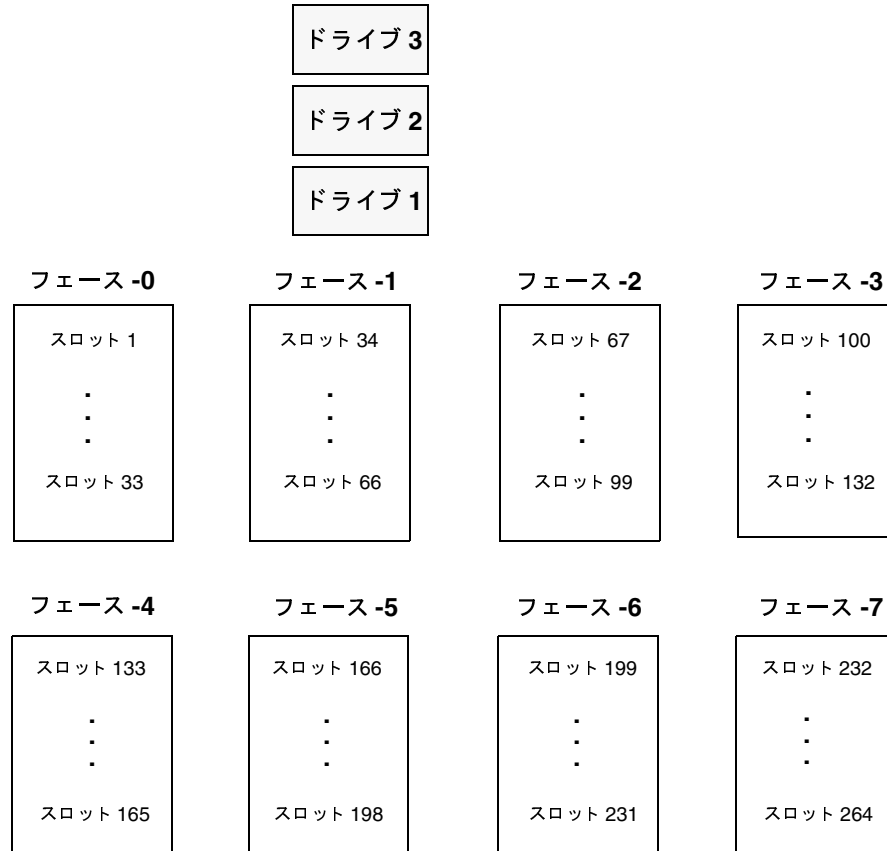 ドライブ 3
ドライブ 2
ドライブ 1
フェース -0 フェース -1 フェース -2 フェース -3
スロット 1 スロット 34 スロット 67 スロット 100
スロット 33 スロット 66 スロット 99 スロット 132
フェース -4 フェース -5 フェース -6 フェース -7
スロット 133 スロット 166 スロット 199 スロット 232
スロット 165 スロット 198 スロット 231 スロット 264